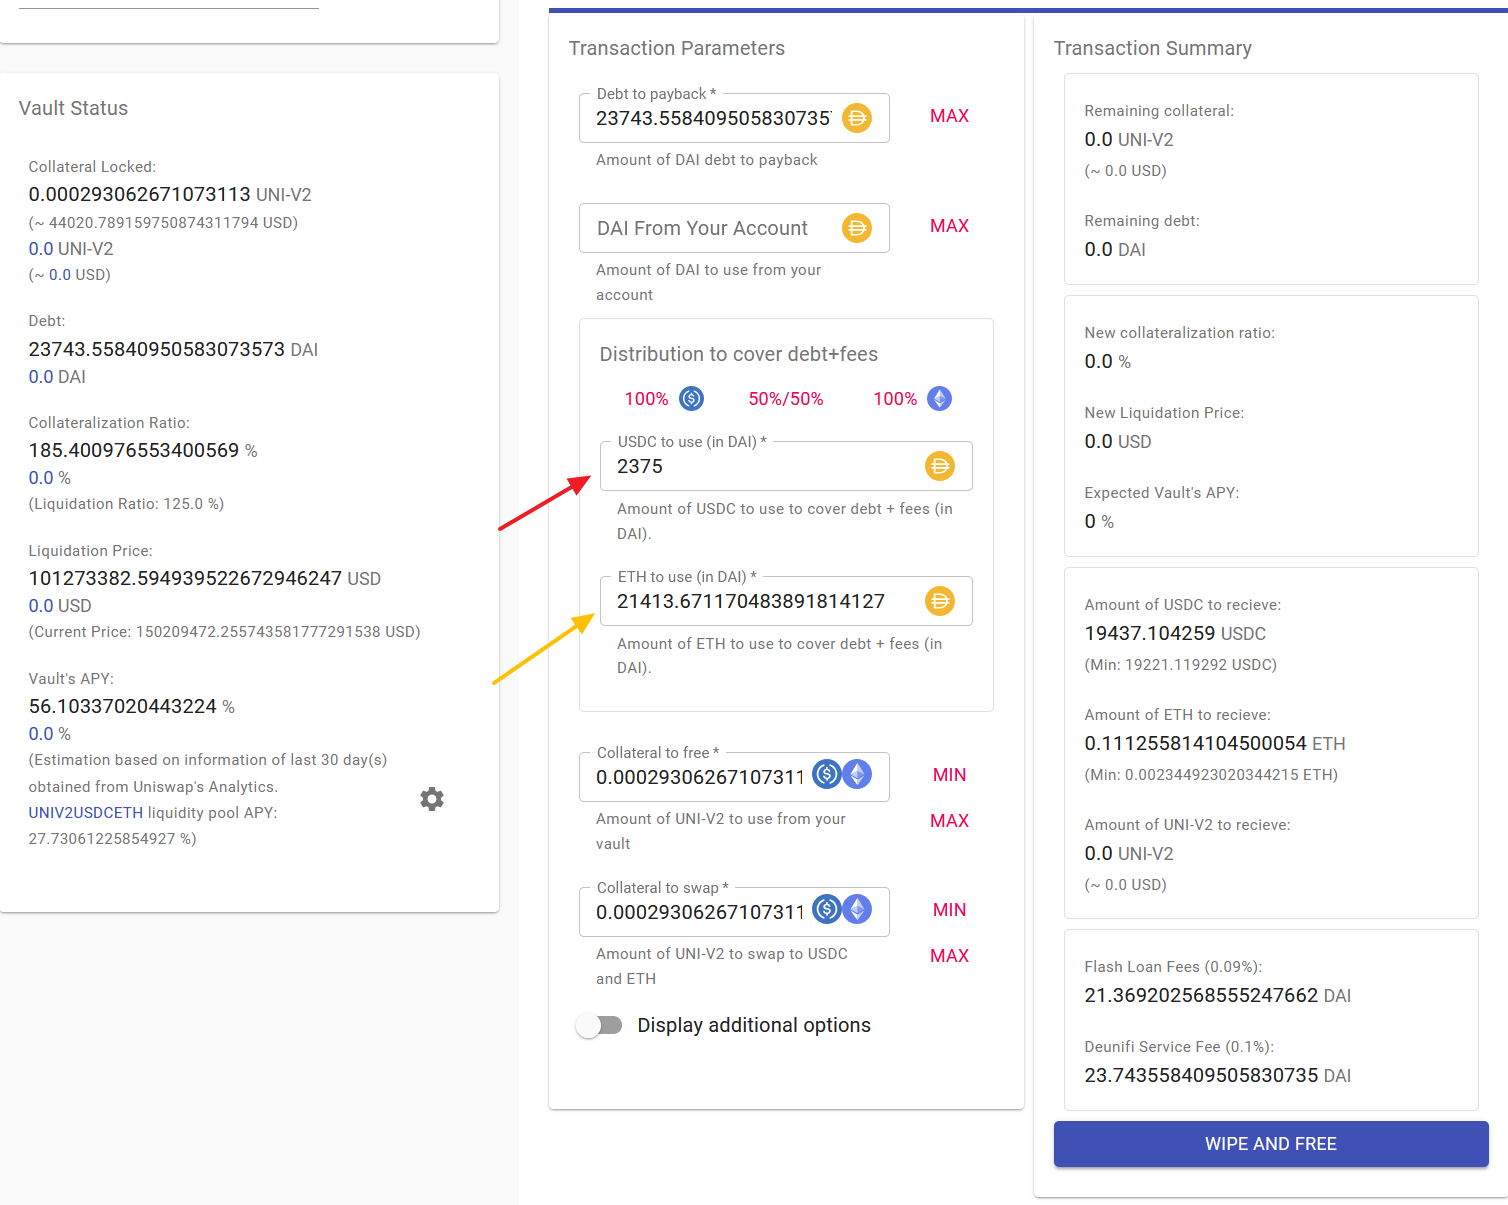 Vault Status
Collateral Locked:
0.000293062671073113 UNI-V2
(~ 44020.789159750874311794 USD)
0.0 UNI-V2
(~ 0.0 USD)
Debt:
23743.55840950583073573 DAI
0.0 DAI
Collateralization Ratio:
185.400976553400569 %
0.0 %
(Liquidation Ratio: 125.0 %)
Liquidation Price:
101273382.594939522672946247 USD
0.0 USD
(Current Price: 150209472.255743581777291538 USD)
Vault's APY:
56.10337020443224 %
0.0 %
(Estimation based on information of last 30 day(s)
obtained from Uniswap's Analytics.
UNIV2USDCETH liquidity pool APY:
27.73061225854927 %)
Transaction Parameters
Debt to payback *
23743.558409505830735
MAX
Amount of DAI debt to payback
DAI From Your Account
MAX
Amount of DAI to use from your
account
Distribution to cover debt+fees
100%
50%/50%
100%
USDC to use (in DAI) *
2375
Amount of USDC to use to cover debt + fees (in
DAI).
ETH to use (in DAI) *
21413.671170483891814127
Amount of ETH to use to cover debt + fees (in
DAI).
Collateral to free *
0.00029306267107311
MIN
Amount of UNI-V2 to use from your
vault
MAX
Collateral to swap *
0.00029306267107311
MIN
Amount of UNI-V2 to swap to USDC
and ETH
MAX
Display additional options
Transaction Summary
Remaining collateral:
0.0 UNI-V2
(~ 0.0 USD)
Remaining debt:
0.0 DAI
New collateralization ratio:
0.0 %
New Liquidation Price:
0.0 USD
Expected Vault's APY:
0 %
Amount of USDC to recieve:
19437.104259 USDC
(Min: 19221.119292 USDC)
Amount of ETH to recieve:
0.111255814104500054 ETH
(Min: 0.002344923020344215 ETH)
Amount of UNI-V2 to recieve:
0.0 UNI-V2
(~ 0.0 USD)
Flash Loan Fees (0.09%):
21.369202568555247662 DAI
Deunifi Service Fee (0.1%):
23.743558409505830735 DAI
WIPE AND FREE